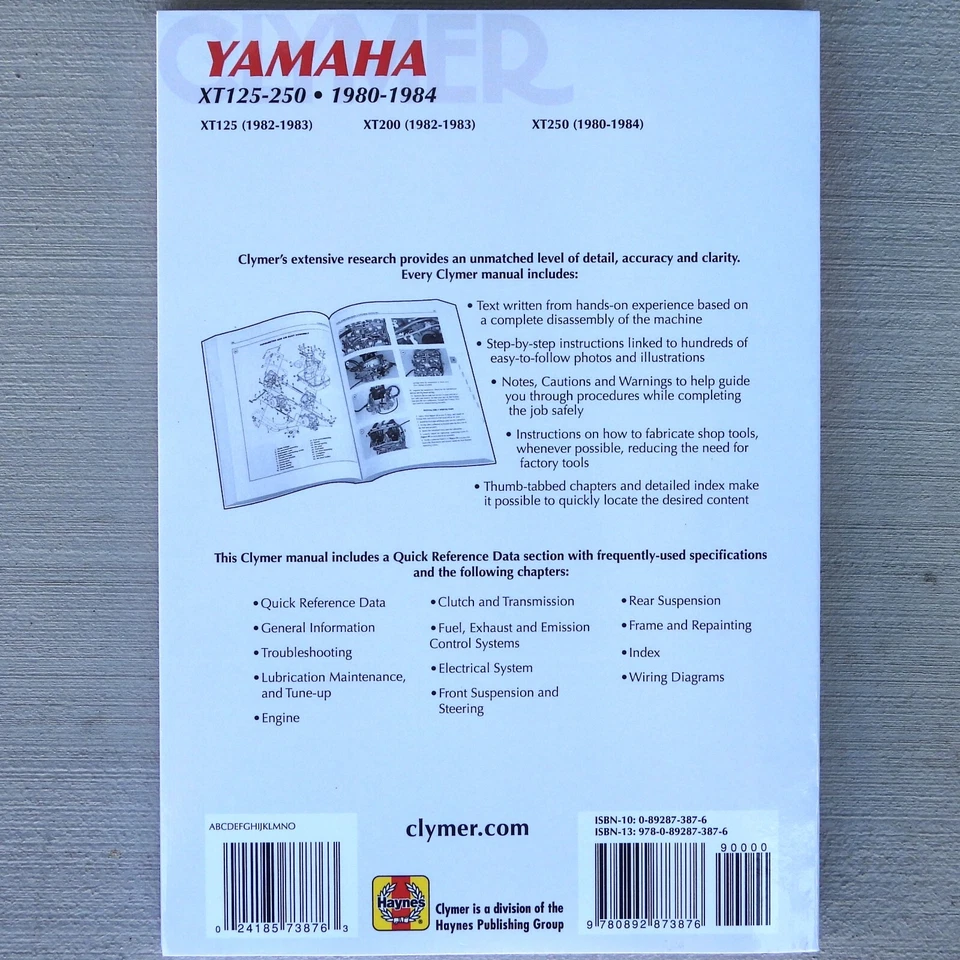 CLYMER
YAMAHA
XT125-250 • 1980-1984
XT125 (1982-1983) XT200 (1982-1983) XT250 (1980-1984)
Clymer's extensive research provides an unmatched level of detail, accuracy and clarity.
Every Clymer manual includes:
• Text written from hands-on experience based on
a complete disassembly of the machine
• Step-by-step instructions linked to hundreds of
easy-to-follow photos and illustrations
• Notes, Cautions and Warnings to help guide
you through procedures while completing
the job safely
• Instructions on how to fabricate shop tools,
whenever possible, reducing the need for
factory tools
• Thumb-tabbed chapters and detailed index make
it possible to quickly locate the desired content
This Clymer manual includes a Quick Reference Data section with frequently-used specifications
and the following chapters:
• Quick Reference Data
• General Information
• Troubleshooting
• Lubrication Maintenance,
and Tune-up
• Engine
• Clutch and Transmission
• Fuel, Exhaust and Emission
Control Systems
• Electrical System
• Front Suspension and
Steering
• Rear Suspension
• Frame and Repainting
• Index
• Wiring Diagrams
ABCDEFGHIJKLMNO
0 24185 73876 3
clymer.com
Haynes
Clymer is a division of the
Haynes Publishing Group
ISBN-10: 0-89287-387-6
ISBN-13: 978-0-89287-387-6
90000
9 780892 873876